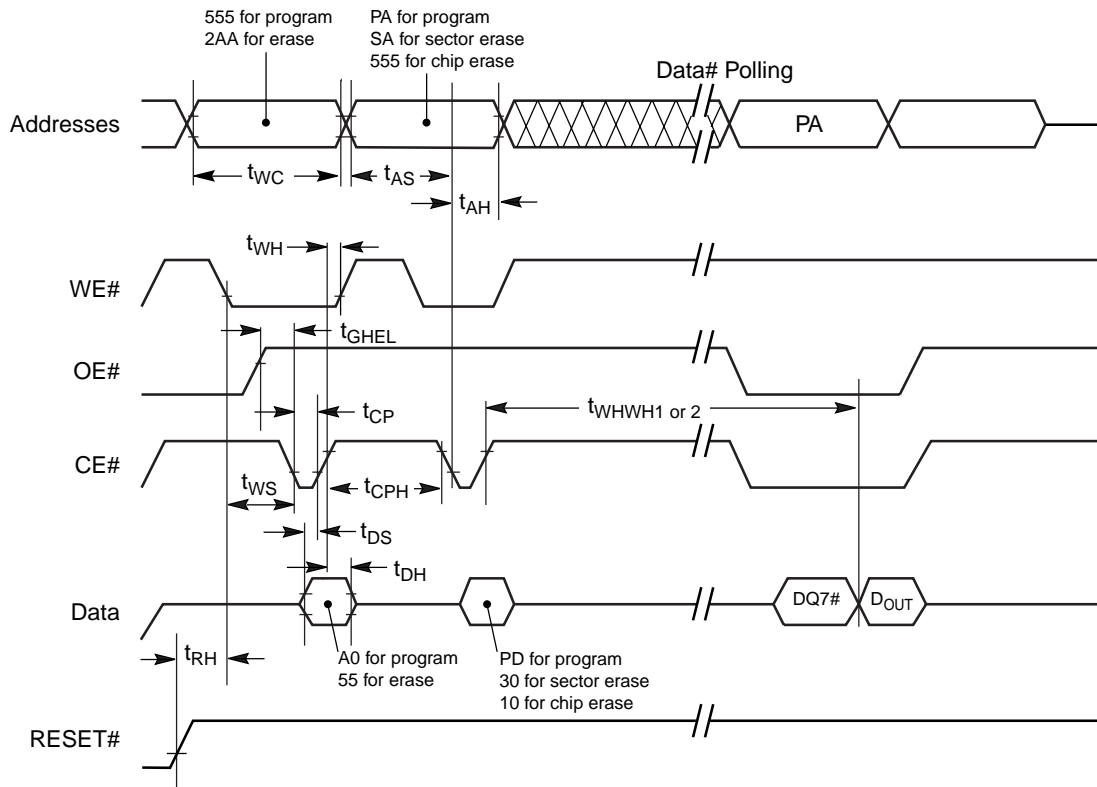 555 for program
2AA for erase
PA for program
SA for sector erase
555 for chip erase
Data# Polling
Addresses
PA
tWC
tAS
tAH
tWH
WE#
tGHEL
OE#
tCP
tWHWH1 or 2
CE#
tWS
tCPH
tDS
tDH
Data
DQ7#
DOUT
A0 for program
55 for erase
PD for program
30 for sector erase
10 for chip erase
tRH
RESET#